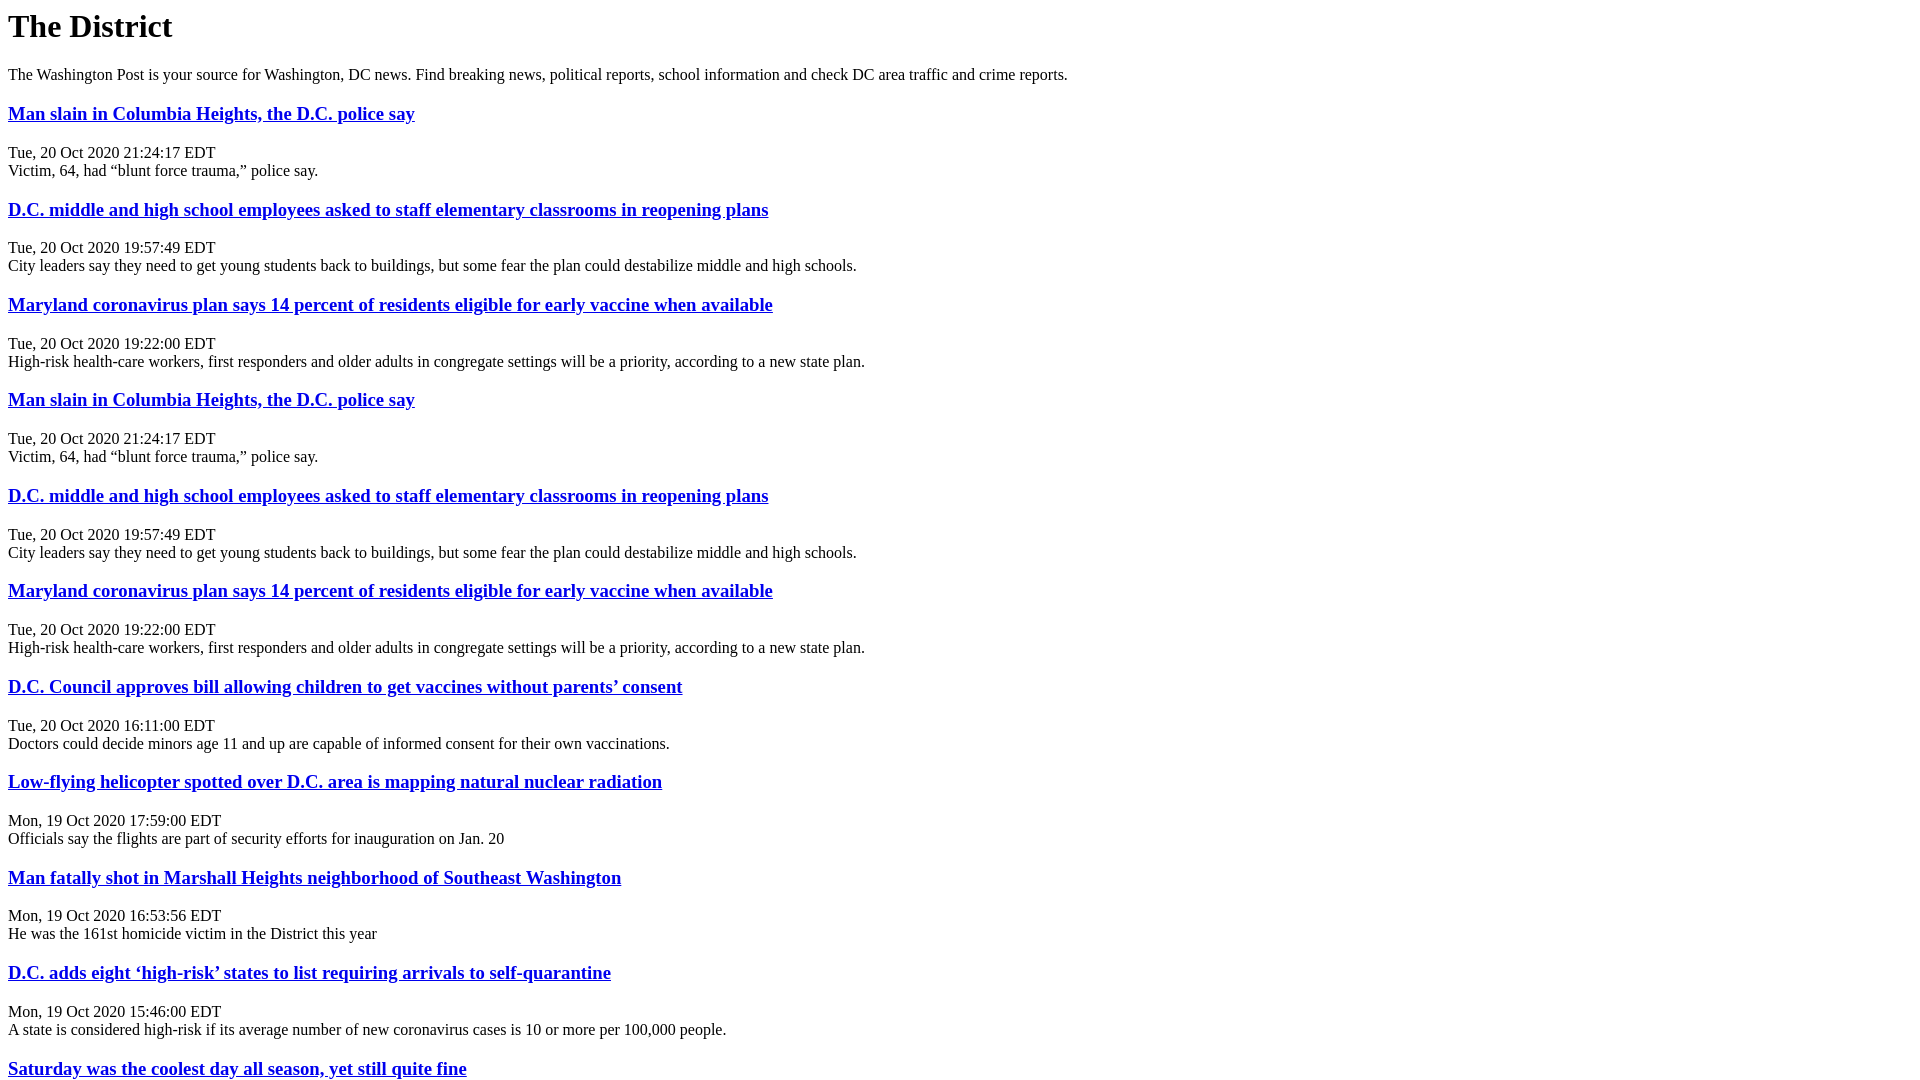 The District
The Washington Post is your source for Washington, DC news. Find breaking news, political reports, school information and check DC area traffic and crime reports.
Man slain in Columbia Heights, the D.C. police say
Tue, 20 Oct 2020 21:24:17 EDT
Victim, 64, had “blunt force trauma,” police say.
D.C. middle and high school employees asked to staff elementary classrooms in reopening plans
Tue, 20 Oct 2020 19:57:49 EDT
City leaders say they need to get young students back to buildings, but some fear the plan could destabilize middle and high schools.
Maryland coronavirus plan says 14 percent of residents eligible for early vaccine when available
Tue, 20 Oct 2020 19:22:00 EDT
High-risk health-care workers, first responders and older adults in congregate settings will be a priority, according to a new state plan.
Man slain in Columbia Heights, the D.C. police say
Tue, 20 Oct 2020 21:24:17 EDT
Victim, 64, had “blunt force trauma,” police say.
D.C. middle and high school employees asked to staff elementary classrooms in reopening plans
Tue, 20 Oct 2020 19:57:49 EDT
City leaders say they need to get young students back to buildings, but some fear the plan could destabilize middle and high schools.
Maryland coronavirus plan says 14 percent of residents eligible for early vaccine when available
Tue, 20 Oct 2020 19:22:00 EDT
High-risk health-care workers, first responders and older adults in congregate settings will be a priority, according to a new state plan.
D.C. Council approves bill allowing children to get vaccines without parents’ consent
Tue, 20 Oct 2020 16:11:00 EDT
Doctors could decide minors age 11 and up are capable of informed consent for their own vaccinations.
Low-flying helicopter spotted over D.C. area is mapping natural nuclear radiation
Mon, 19 Oct 2020 17:59:00 EDT
Officials say the flights are part of security efforts for inauguration on Jan. 20
Man fatally shot in Marshall Heights neighborhood of Southeast Washington
Mon, 19 Oct 2020 16:53:56 EDT
He was the 161st homicide victim in the District this year
D.C. adds eight ‘high-risk’ states to list requiring arrivals to self-quarantine
Mon, 19 Oct 2020 15:46:00 EDT
A state is considered high-risk if its average number of new coronavirus cases is 10 or more per 100,000 people.
Saturday was the coolest day all season, yet still quite fine